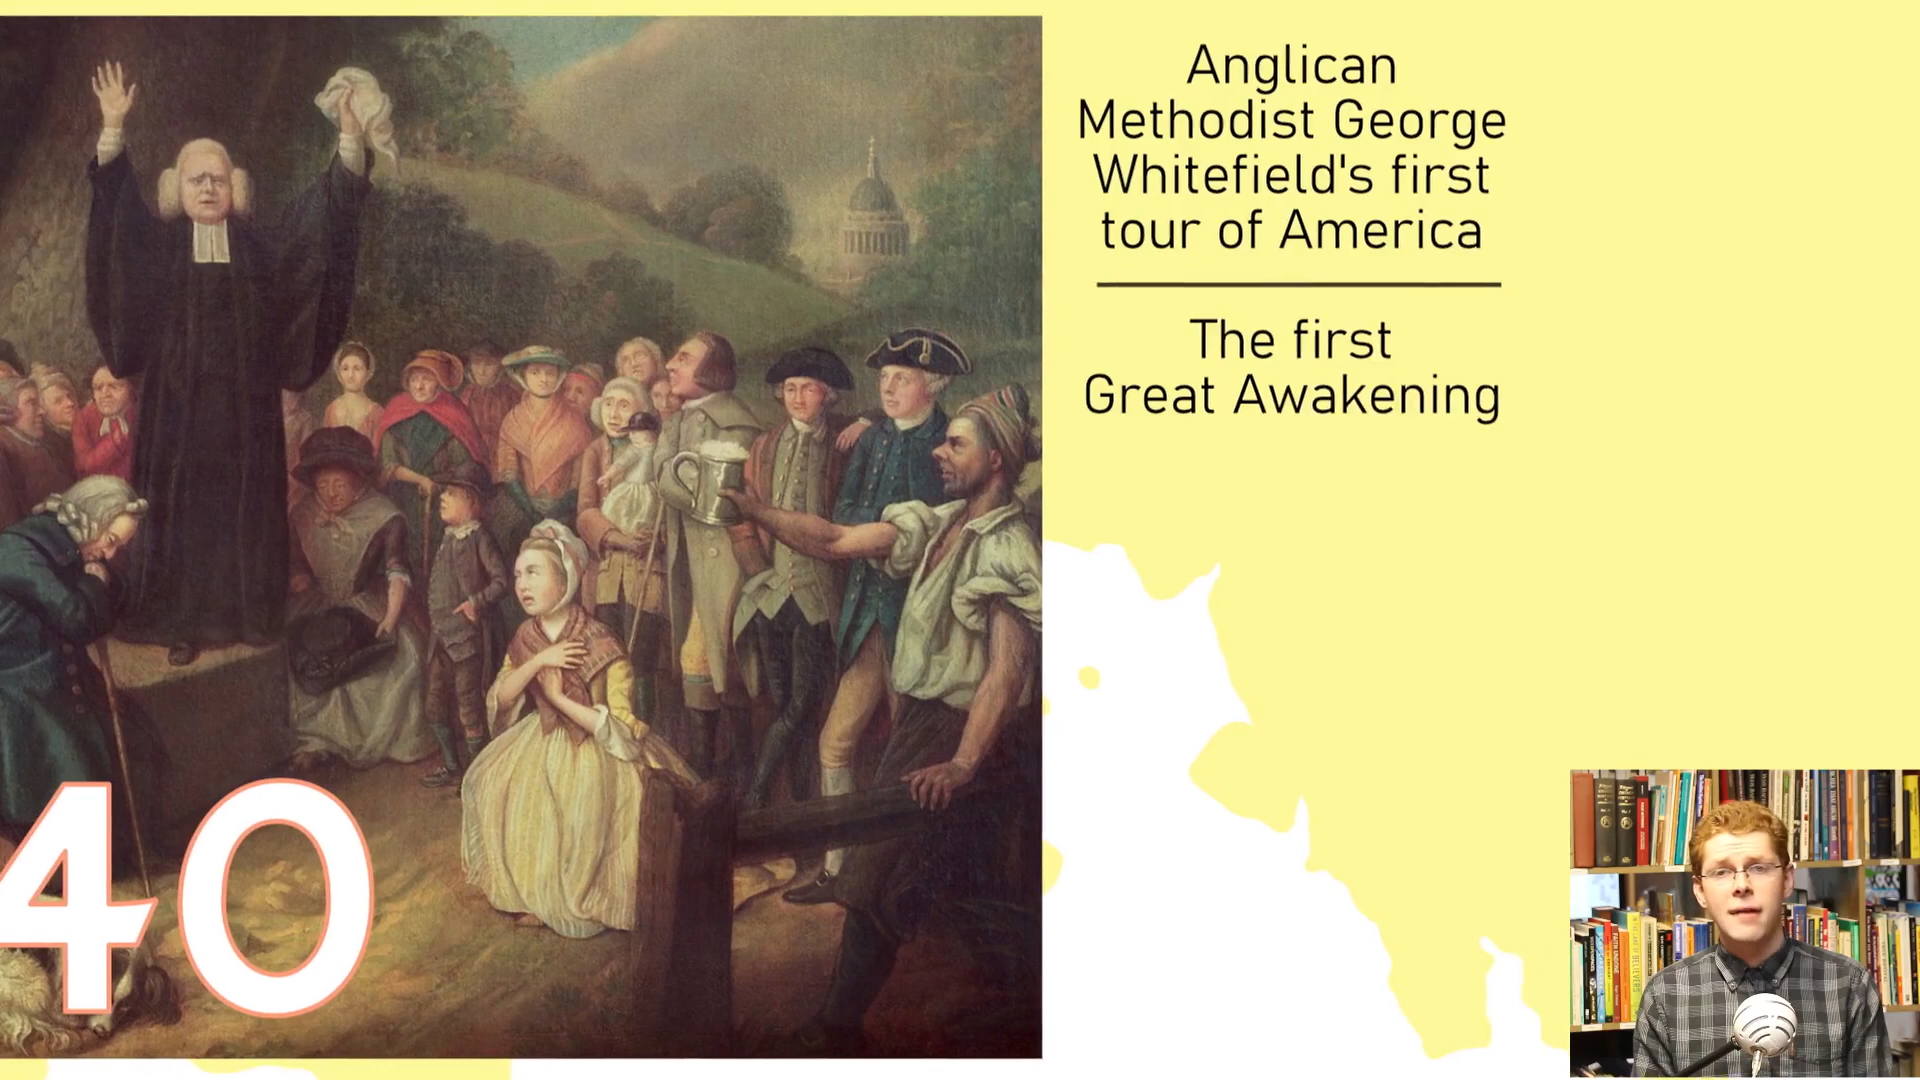 Anglican
Methodist George
Whitefield's first
tour of America
The first
Great Awakening
40